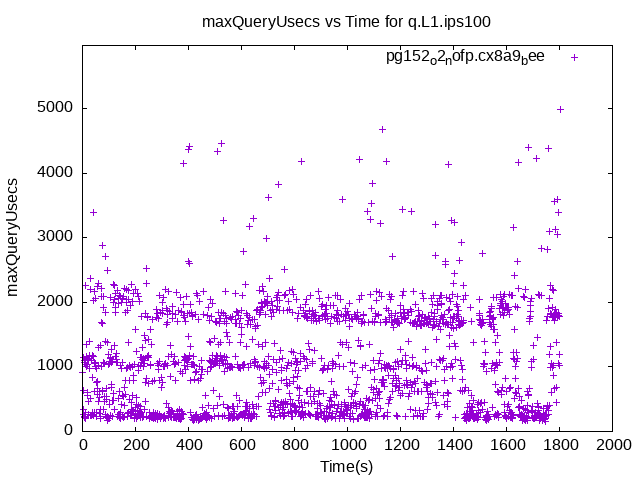 maxQueryUsecs vs Time for q.L1.ips100
pg152_o2_nofp.cx8a9_bee
maxQueryUsecs
5000
4000
3000
2000
1000
0
0 200 400 600 800 1000 1200 1400 1600 1800 2000
Time(s)